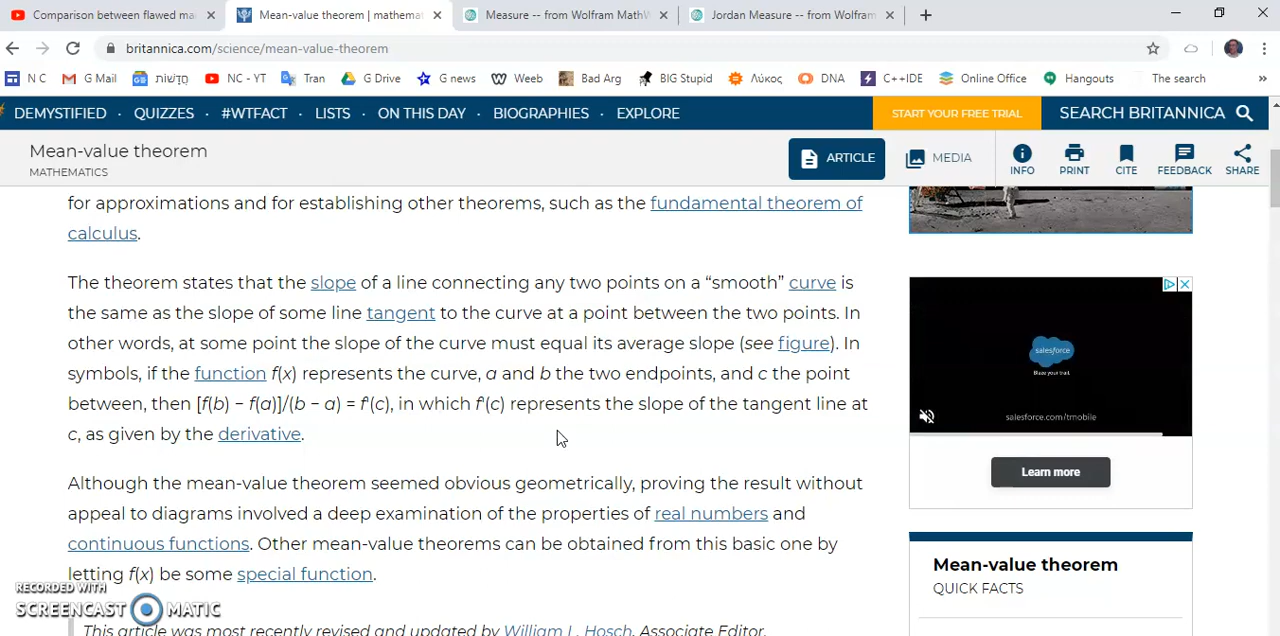 Comparison between flawed ma
Mean-value theorem | mathemat
Measure -- from Wolfram MathW
Jordan Measure -- from Wolfram
britannica.com/science/mean-value-theorem
N C G Mail חֲדָשׁוֹת NC - YT Tran G Drive G news Weeb Bad Arg BIG Stupid Λύκος DNA C++IDE Online Office Hangouts The search »
DEMYSTIFIED · QUIZZES · #WTFACT · LISTS · ON THIS DAY · BIOGRAPHIES · EXPLORE
START YOUR FREE TRIAL
SEARCH BRITANNICA
Mean-value theorem
MATHEMATICS
ARTICLE
MEDIA
INFO PRINT CITE FEEDBACK SHARE
for approximations and for establishing other theorems, such as the fundamental theorem of
calculus.
The theorem states that the slope of a line connecting any two points on a “smooth” curve is
the same as the slope of some line tangent to the curve at a point between the two points. In
other words, at some point the slope of the curve must equal its average slope (see figure). In
symbols, if the function f(x) represents the curve, a and b the two endpoints, and c the point
between, then [f(b) − f(a)]/(b − a) = f′(c), in which f′(c) represents the slope of the tangent line at
c, as given by the derivative.
Although the mean-value theorem seemed obvious geometrically, proving the result without
appeal to diagrams involved a deep examination of the properties of real numbers and
continuous functions. Other mean-value theorems can be obtained from this basic one by
letting f(x) be some special function.
This article was most recently revised and updated by William L. Hosch, Associate Editor.
salesforce
Blaze your trail
salesforce.com/tmobile
Learn more
Mean-value theorem
QUICK FACTS
RECORDED WITH
SCREENCAST MATIC